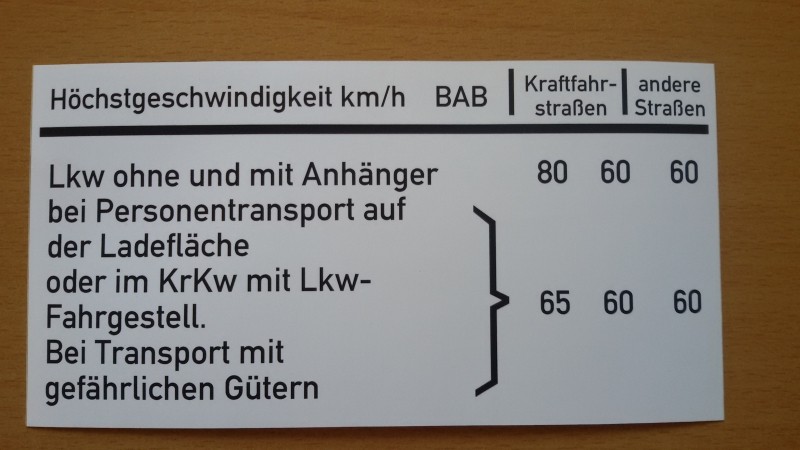 Höchstgeschwindigkeit km/h BAB Kraftfahr-straßen andere Straßen
Lkw ohne und mit Anhänger 80 60 60
bei Personentransport auf
der Ladefläche
oder im KrKw mit Lkw-
Fahrgestell. 65 60 60
Bei Transport mit
gefährlichen Gütern